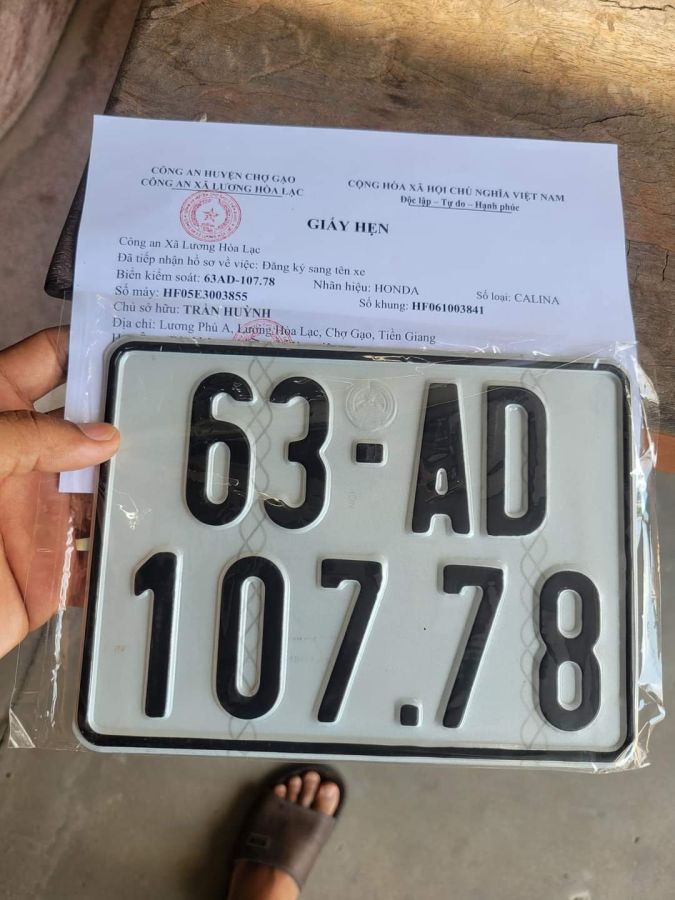 CÔNG AN HUYỆN CHỢ GẠO
CÔNG AN XÃ LƯƠNG HÒA LẠC
CỘNG HÒA XÃ HỘI CHỦ NGHĨA VIỆT NAM
Độc lập – Tự do – Hạnh phúc
GIẤY HẸN
Công an Xã Lương Hòa Lạc
Đã tiếp nhận hồ sơ về việc: Đăng ký sang tên xe
Biển kiểm soát: 63AD-107.78 Nhãn hiệu: HONDA Số loại: CALINA
Số máy: HF05E3003855 Số khung: HF061003841
Chủ sở hữu: TRẦN HUỲNH
Địa chỉ: Lương Phú A, Lương Hòa Lạc, Chợ Gạo, Tiền Giang
63-AD
107.78